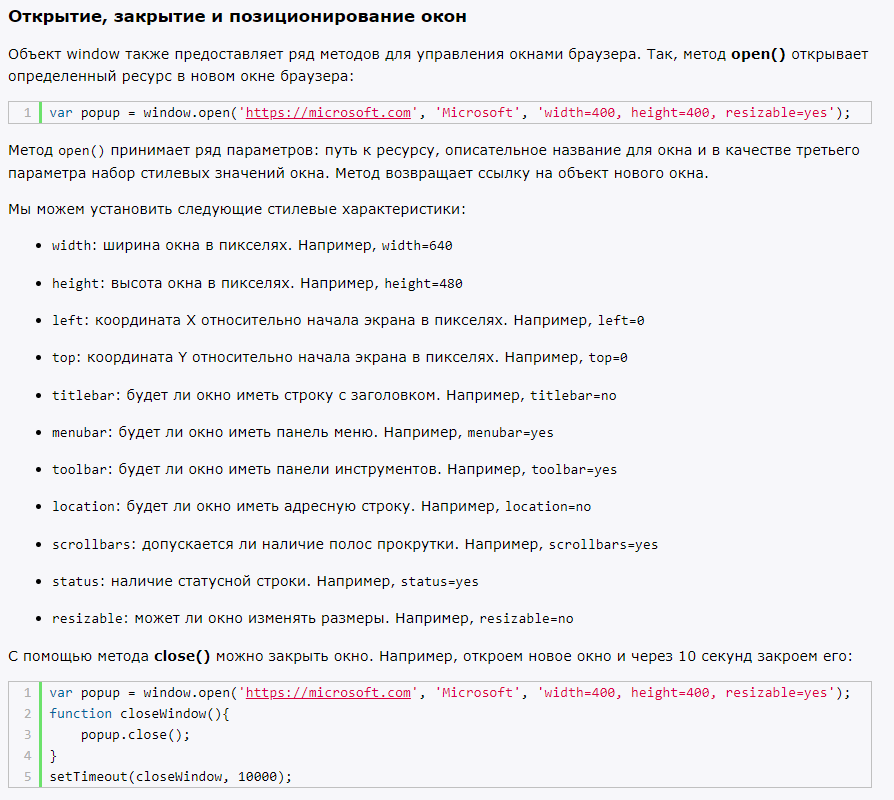 Открытие, закрытие и позиционирование окон
Объект window также предоставляет ряд методов для управления окнами браузера. Так, метод open() открывает
определенный ресурс в новом окне браузера:
1 var popup = window.open('https://microsoft.com', 'Microsoft', 'width=400, height=400, resizable=yes');
Метод open() принимает ряд параметров: путь к ресурсу, описательное название для окна и в качестве третьего
параметра набор стилевых значений окна. Метод возвращает ссылку на объект нового окна.
Мы можем установить следующие стилевые характеристики:
• width: ширина окна в пикселях. Например, width=640
• height: высота окна в пикселях. Например, height=480
• left: координата X относительно начала экрана в пикселях. Например, left=0
• top: координата Y относительно начала экрана в пикселях. Например, top=0
• titlebar: будет ли окно иметь строку с заголовком. Например, titlebar=no
• menubar: будет ли окно иметь панель меню. Например, menubar=yes
• toolbar: будет ли окно иметь панели инструментов. Например, toolbar=yes
• location: будет ли окно иметь адресную строку. Например, location=no
• scrollbars: допускается ли наличие полос прокрутки. Например, scrollbars=yes
• status: наличие статусной строки. Например, status=yes
• resizable: может ли окно изменять размеры. Например, resizable=no
С помощью метода close() можно закрыть окно. Например, откроем новое окно и через 10 секунд закроем его:
1 var popup = window.open('https://microsoft.com', 'Microsoft', 'width=400, height=400, resizable=yes');
2 function closeWindow(){
3     popup.close();
4 }
5 setTimeout(closeWindow, 10000);